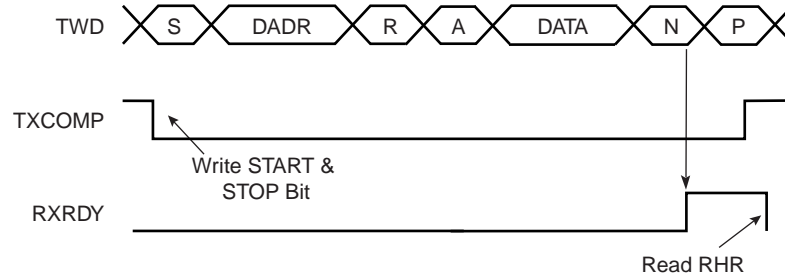 TWD S DADR R A DATA N P
TXCOMP
Write START &
STOP Bit
RXRDY
Read RHR